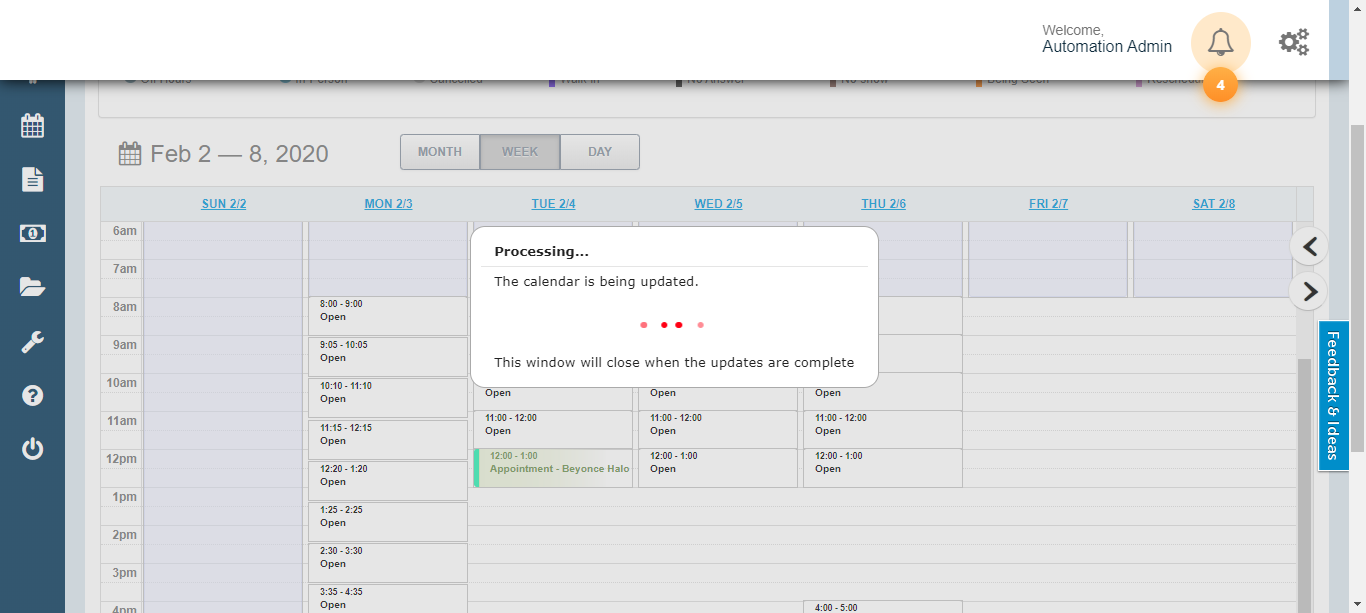 Welcome,
Automation Admin
4
On Hours In Person Cancelled Walk In No Answer No Show Being Seen
Feb 2 — 8, 2020
MONTH WEEK DAY
SUN 2/2 MON 2/3 TUE 2/4 WED 2/5 THU 2/6 FRI 2/7 SAT 2/8
6am
7am
8am
9am
10am
11am
12pm
1pm
2pm
3pm
4pm
8:00 - 9:00
Open
9:05 - 10:05
Open
10:10 - 11:10
Open
11:15 - 12:15
Open
12:20 - 1:20
Open
1:25 - 2:25
Open
2:30 - 3:30
Open
3:35 - 4:35
Open
Processing...
The calendar is being updated.
This window will close when the updates are complete
Open
11:00 - 12:00
Open
12:00 - 1:00
Appointment - Beyonce Halo
Open
11:00 - 12:00
Open
12:00 - 1:00
Open
Open
11:00 - 12:00
Open
12:00 - 1:00
Open
4:00 - 5:00
Feedback & Ideas